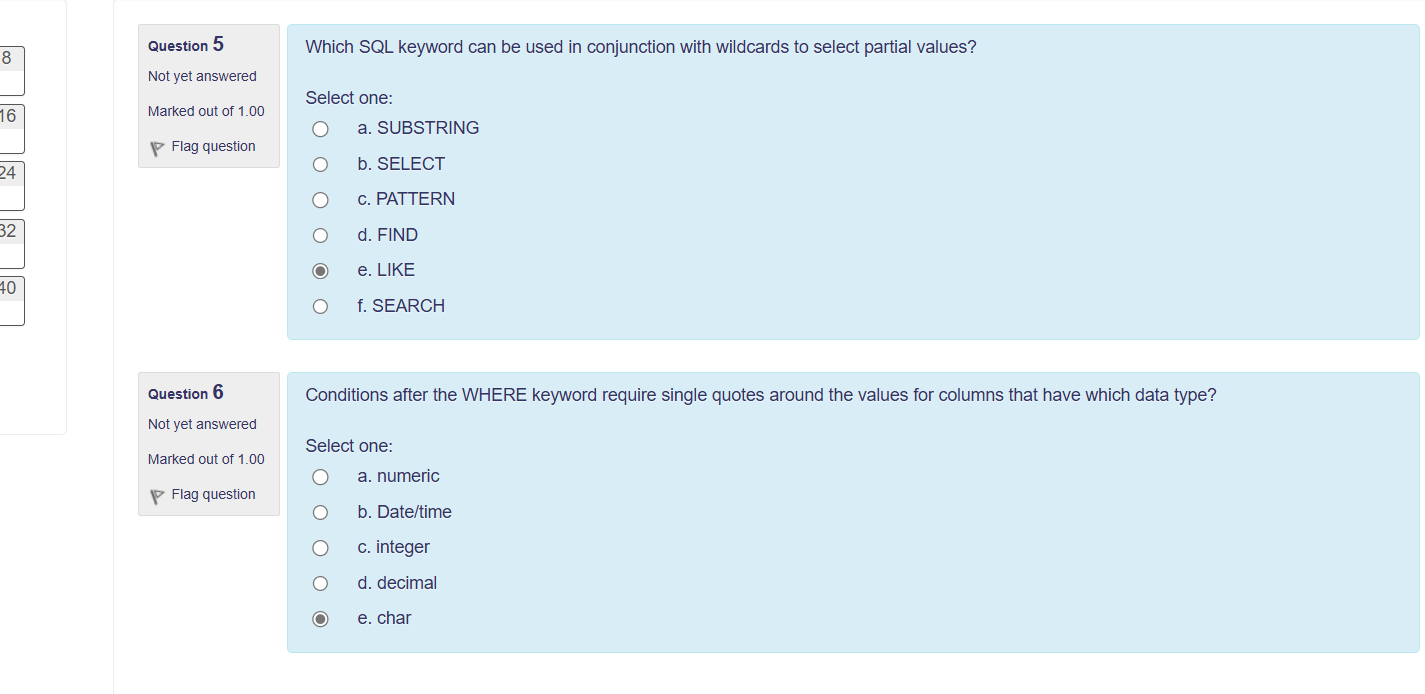 8
16
24
32
40
Question 5
Not yet answered
Marked out of 1.00
Flag question
Which SQL keyword can be used in conjunction with wildcards to select partial values?
Select one:
a. SUBSTRING
b. SELECT
c. PATTERN
d. FIND
e. LIKE
f. SEARCH
Question 6
Not yet answered
Marked out of 1.00
Flag question
Conditions after the WHERE keyword require single quotes around the values for columns that have which data type?
Select one:
a. numeric
b. Date/time
c. integer
d. decimal
e. char